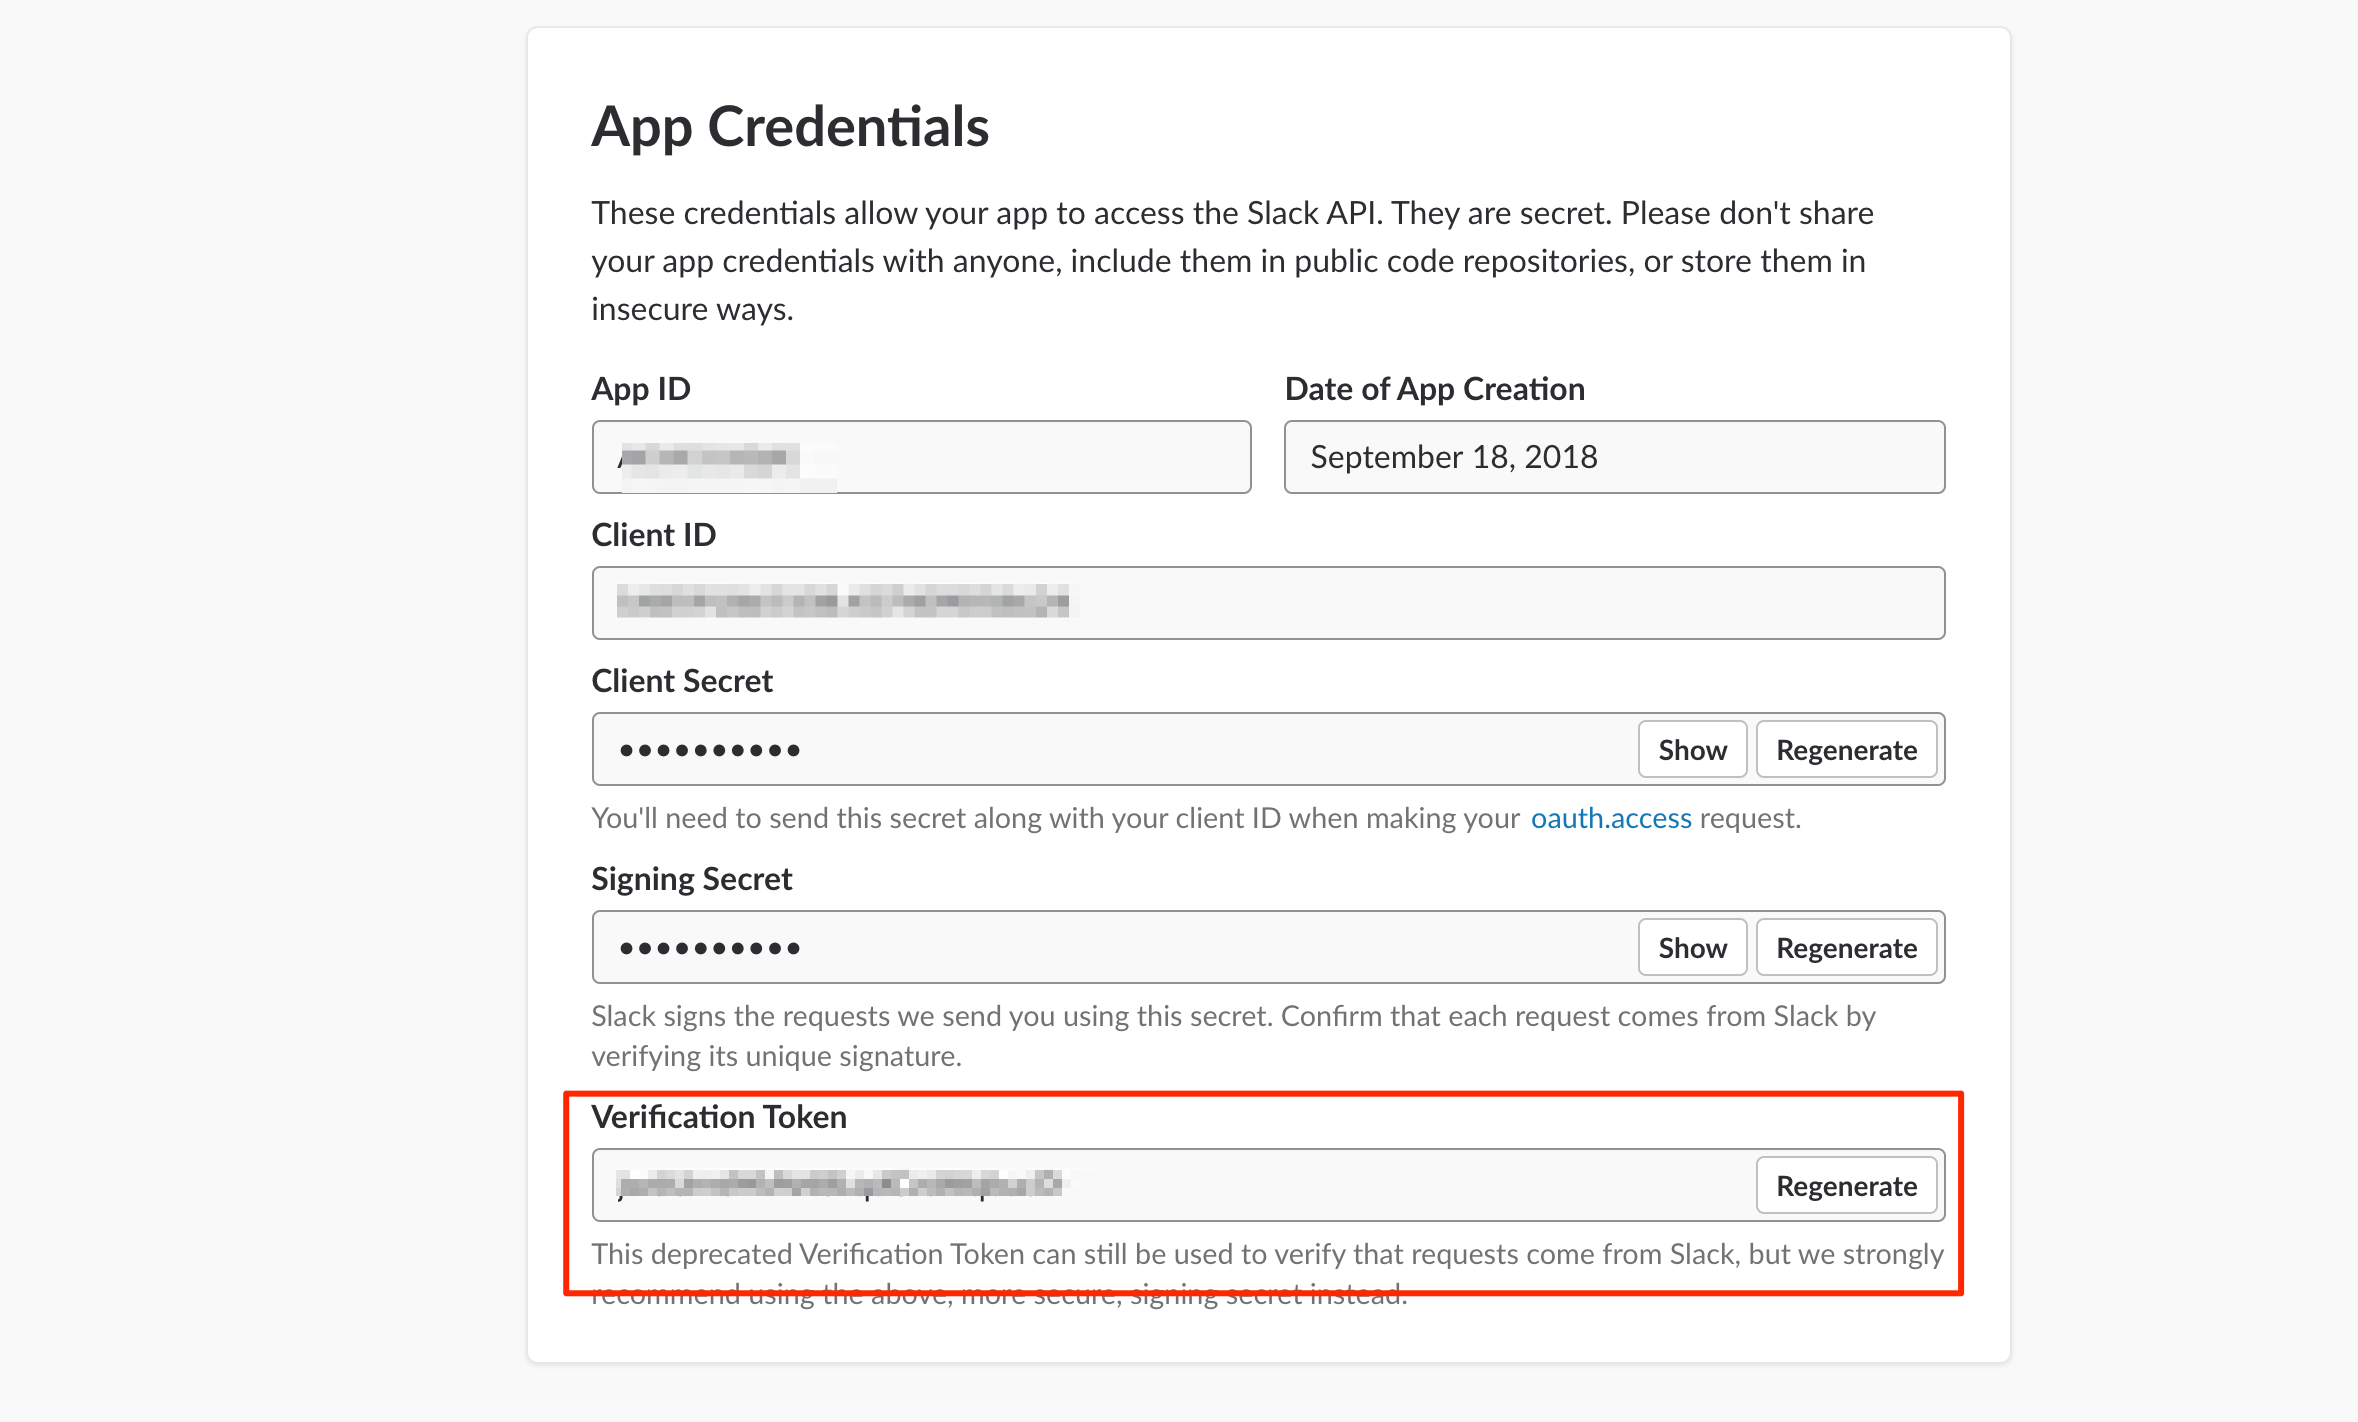 App Credentials
These credentials allow your app to access the Slack API. They are secret. Please don't share
your app credentials with anyone, include them in public code repositories, or store them in
insecure ways.
App ID
Date of App Creation
September 18, 2018
Client ID
Client Secret
••••••••••
Show
Regenerate
You'll need to send this secret along with your client ID when making your oauth.access request.
Signing Secret
••••••••••
Show
Regenerate
Slack signs the requests we send you using this secret. Confirm that each request comes from Slack by
verifying its unique signature.
Verification Token
Regenerate
This deprecated Verification Token can still be used to verify that requests come from Slack, but we strongly
recommend using the above, more secure, signing secret instead.